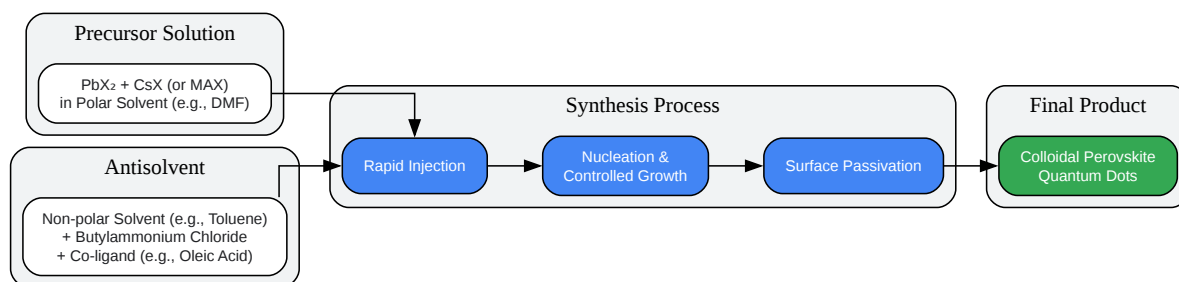 Precursor Solution
PbX₂ + CsX (or MAX)
in Polar Solvent (e.g., DMF)
Antisolvent
Non-polar Solvent (e.g., Toluene)
+ Butylammonium Chloride
+ Co-ligand (e.g., Oleic Acid)
Synthesis Process
Rapid Injection
Nucleation &
Controlled Growth
Surface Passivation
Final Product
Colloidal Perovskite
Quantum Dots